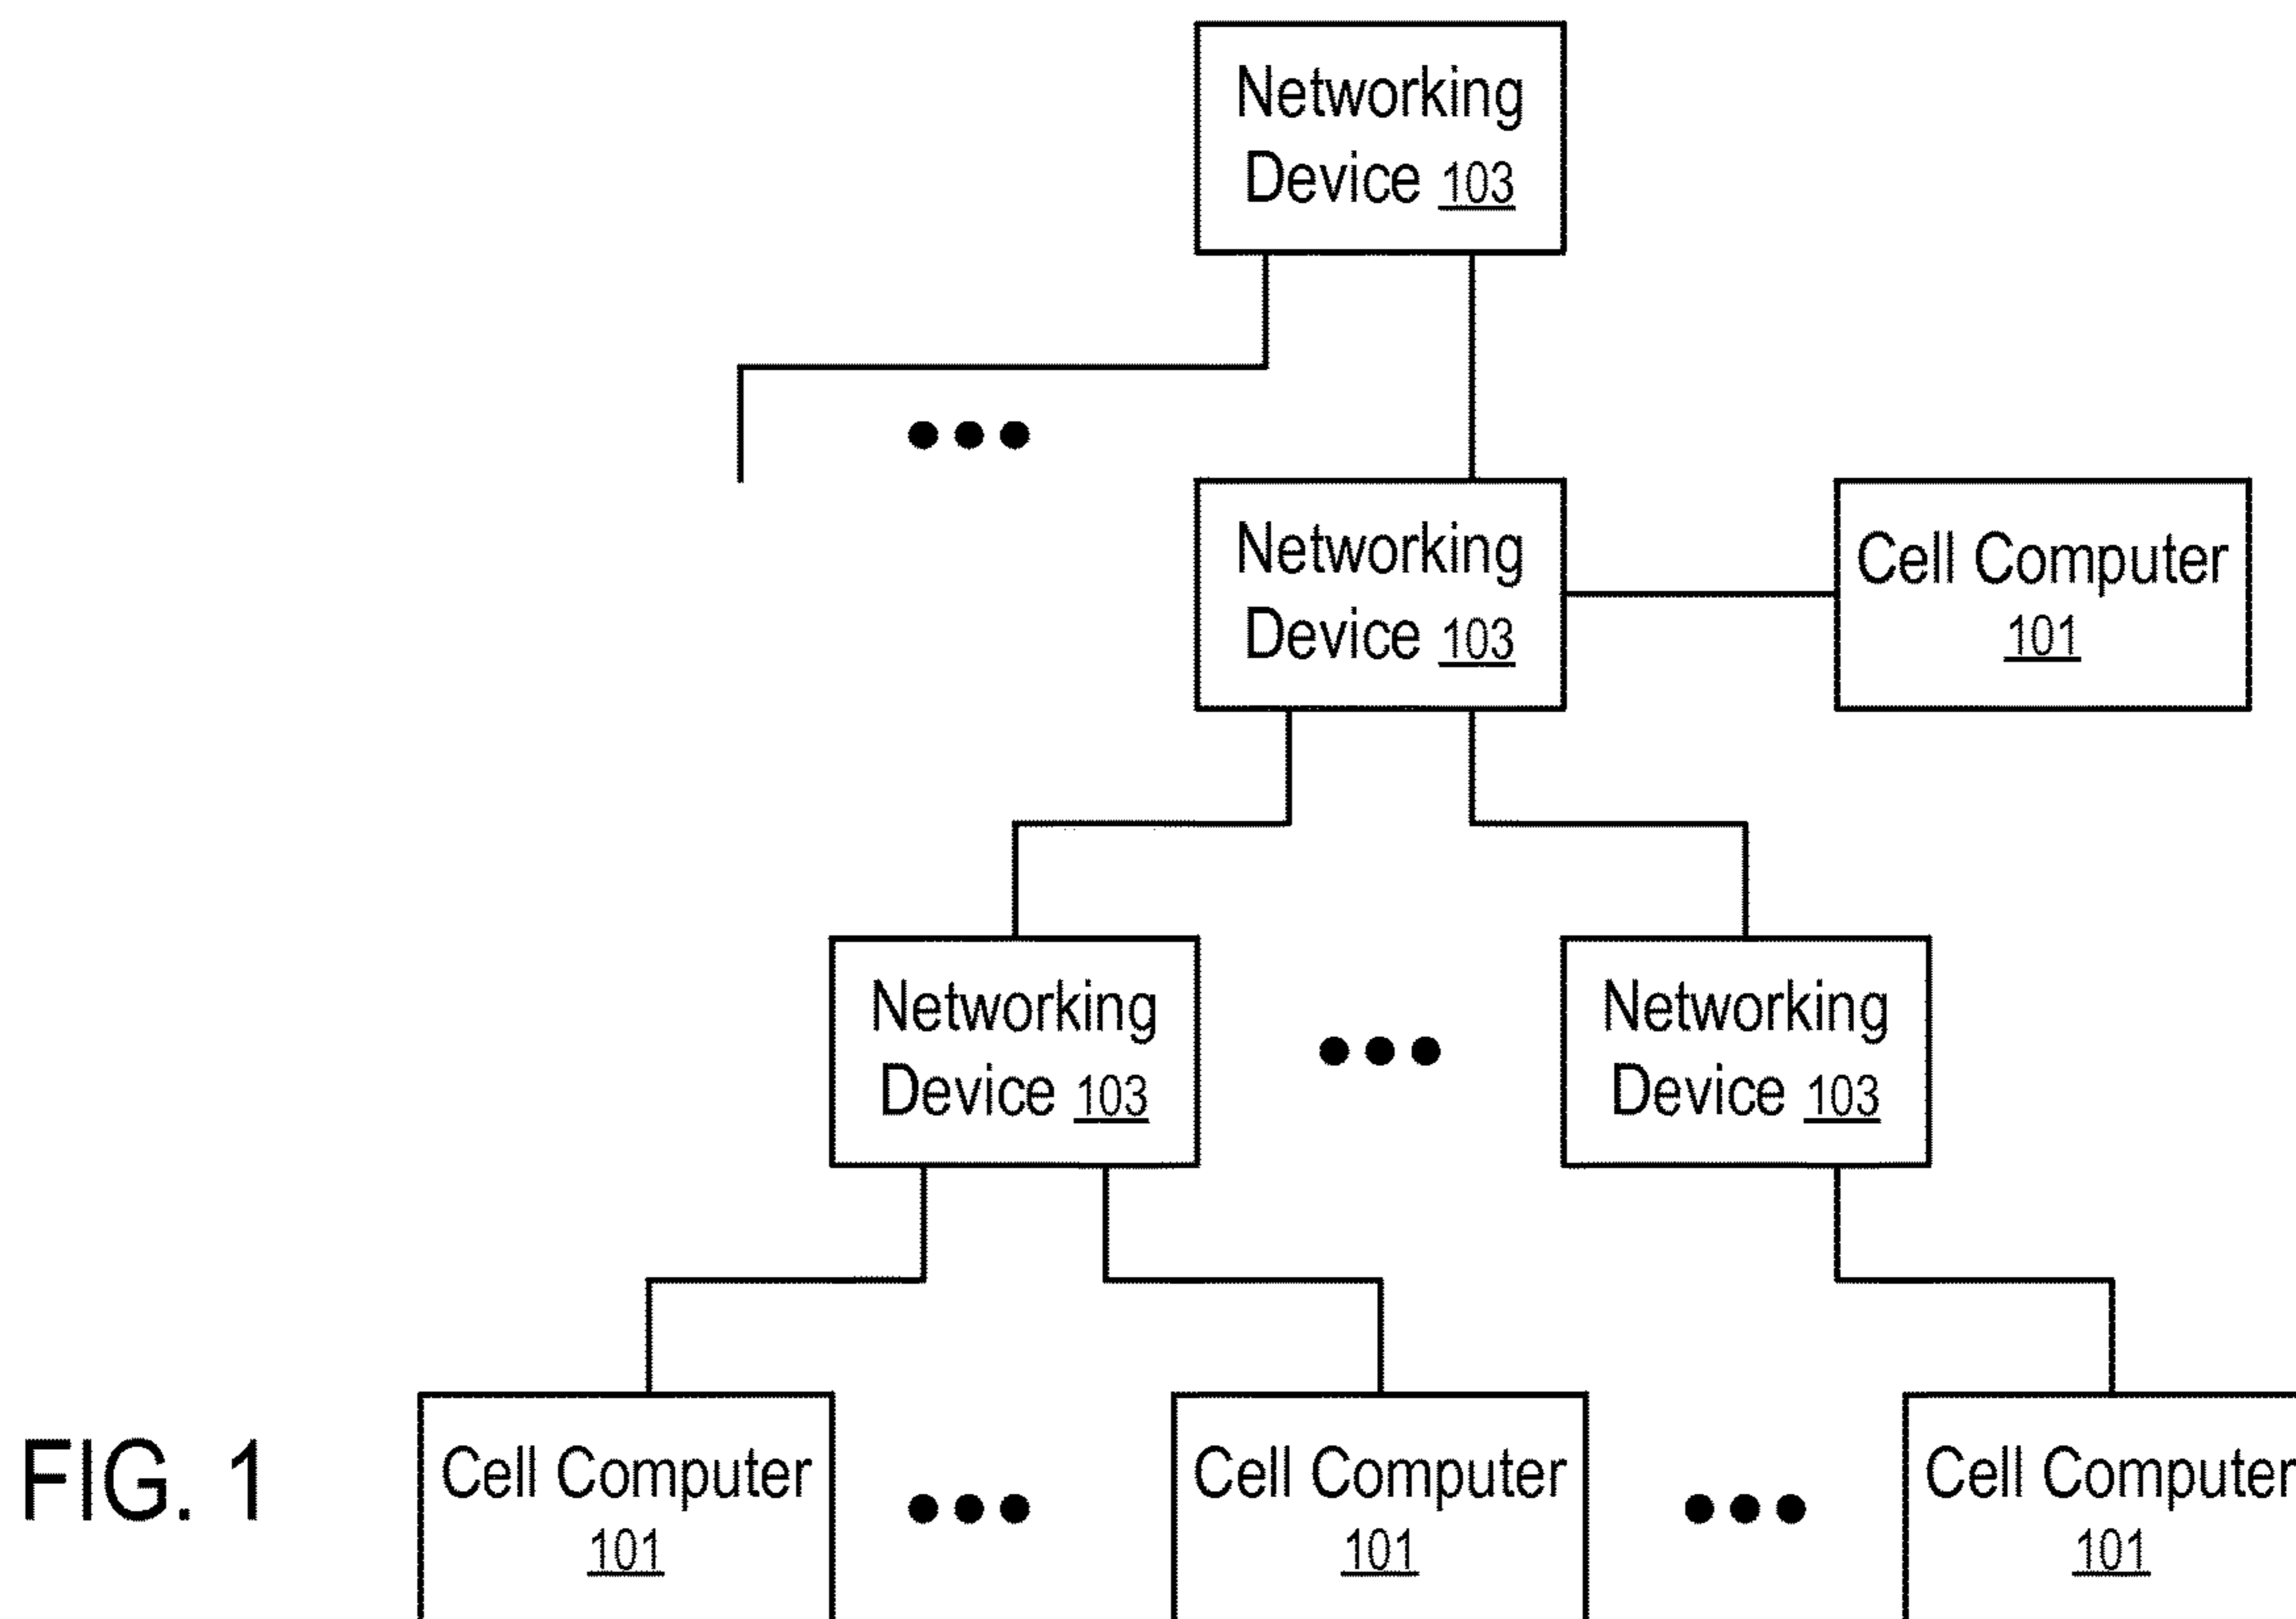 Networking
Device 103
Networking
Device 103
Cell Computer
101
Networking
Device 103
Networking
Device 103
FIG. 1
Cell Computer
101
Cell Computer
101
Cell Computer
101